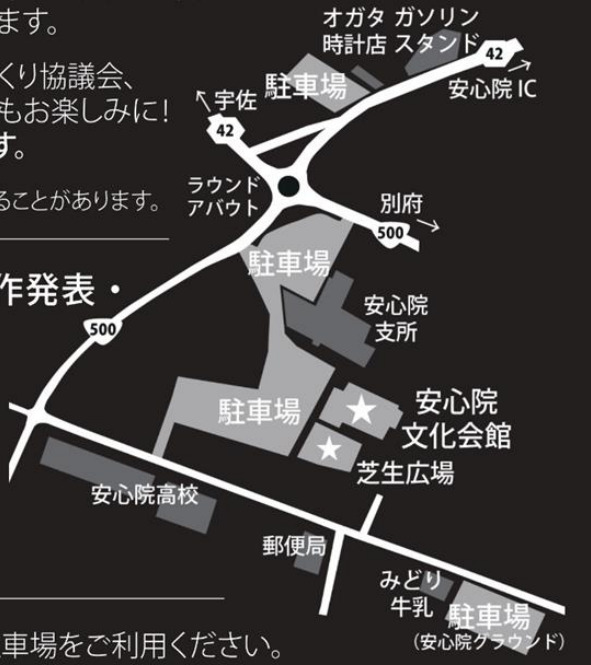 ます。
くり協議会、
もお楽しみに！
す。
ることがあります。
作発表・
オガタ ガソリン
時計店 スタンド
42
駐車場
安心院 IC
宇佐
42
ラウンド
アバウト
別府
500
駐車場
安心院
支所
500
駐車場
安心院
文化会館
芝生広場
安心院高校
郵便局
みどり
牛乳
駐車場
（安心院グラウンド）
車場をご利用ください。